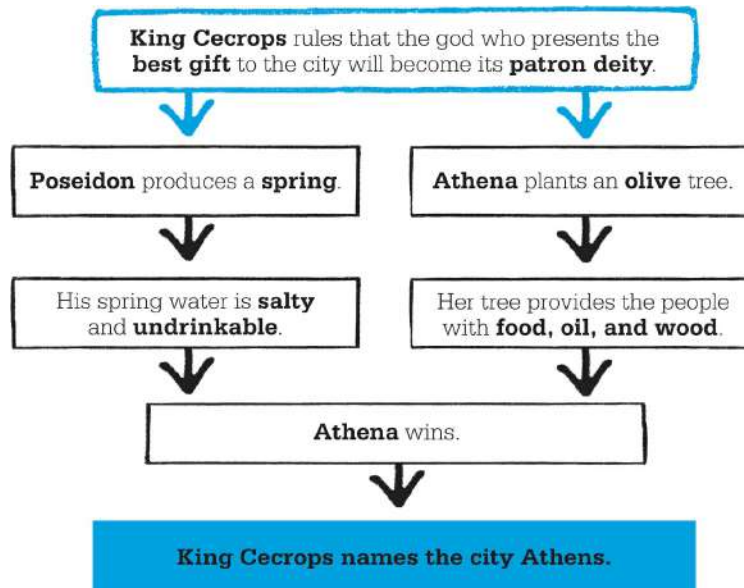 King Cecrops rules that the god who presents the
best gift to the city will become its patron deity.
Poseidon produces a spring.
Athena plants an olive tree.
His spring water is salty
and undrinkable.
Her tree provides the people
with food, oil, and wood.
Athena wins.
King Cecrops names the city Athens.